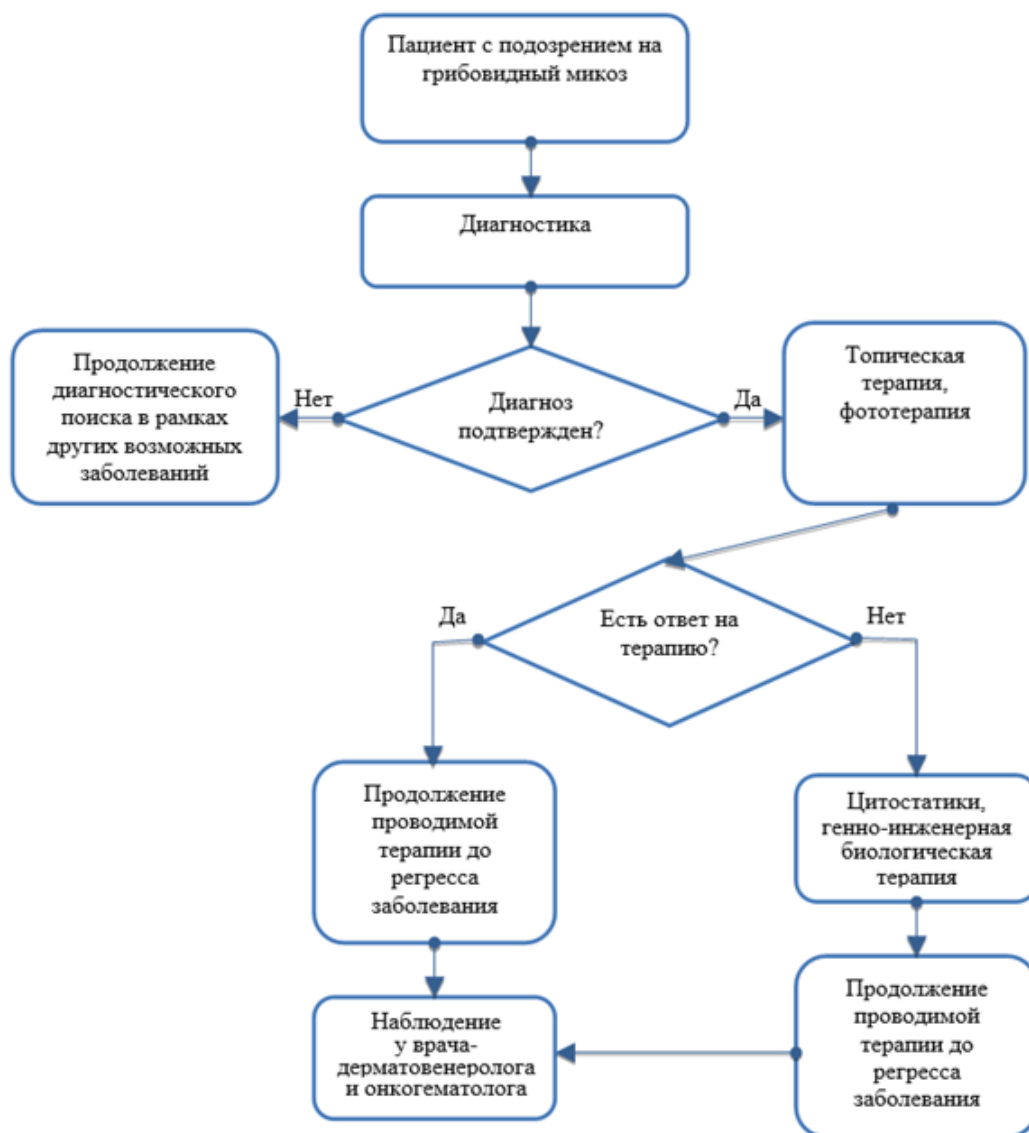 Пациент с подозрением на
грибовидный микоз
Диагностика
Продолжение
диагностического
поиска в рамках
других возможных
заболеваний
Нет
Диагноз
подтвержден?
Да
Топическая
терапия,
фототерапия
Да
Есть ответ на
терапию?
Нет
Продолжение
проводимой
терапии до
регресса
заболевания
Цитостатики,
генно-инженерная
биологическая
терапия
Наблюдение
у врача-
дерматовенеролога
и онкогематолога
Продолжение
проводимой
терапии до
регресса
заболевания